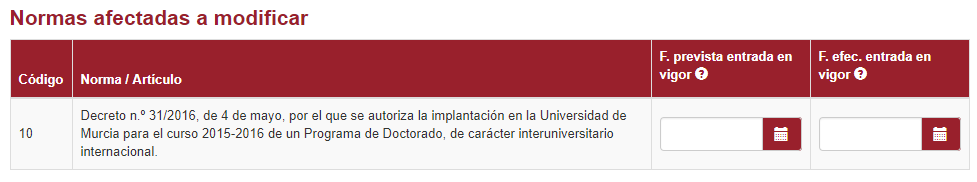 Normas afectadas a modificar
Código
Norma / Artículo
F. prevista entrada en
vigor
F. efec. entrada en
vigor
10
Decreto n.º 31/2016, de 4 de mayo, por el que se autoriza la implantación en la Universidad de
Murcia para el curso 2015-2016 de un Programa de Doctorado, de carácter interuniversitario
internacional.